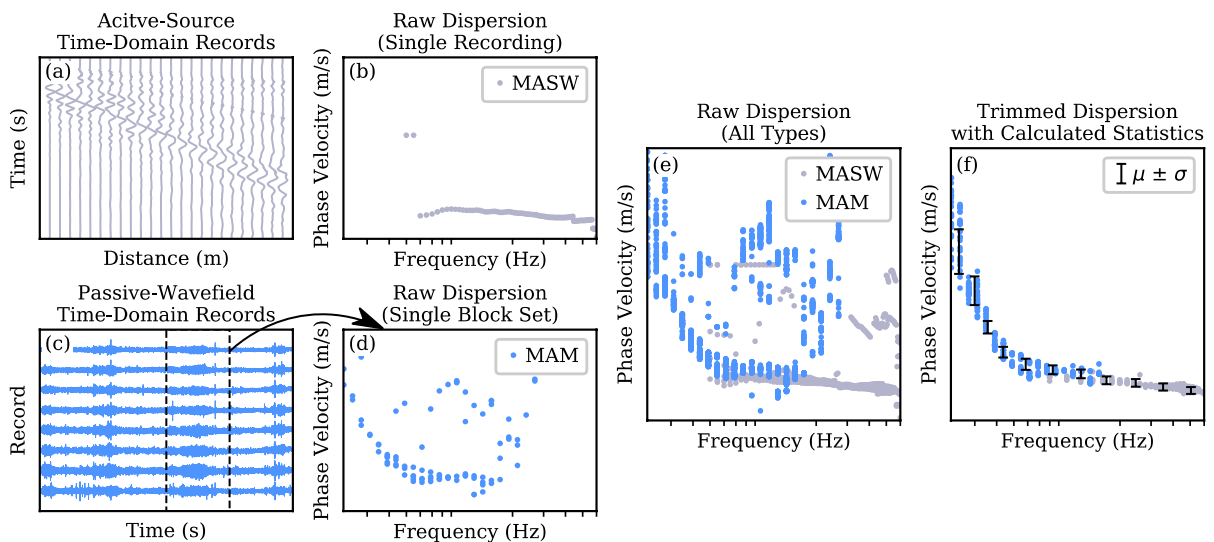 Acitve-Source
Time-Domain Records
(a)
Time (s)
Distance (m)
Raw Dispersion
(Single Recording)
(b)
MASW
Phase Velocity (m/s)
Frequency (Hz)
Passive-Wavefield
Time-Domain Records
(c)
Record
Time (s)
Raw Dispersion
(Single Block Set)
(d)
MAM
Phase Velocity (m/s)
Frequency (Hz)
Raw Dispersion
(All Types)
(e)
MASW
MAM
Phase Velocity (m/s)
Frequency (Hz)
Trimmed Dispersion
with Calculated Statistics
(f)
μ ± σ
Phase Velocity (m/s)
Frequency (Hz)